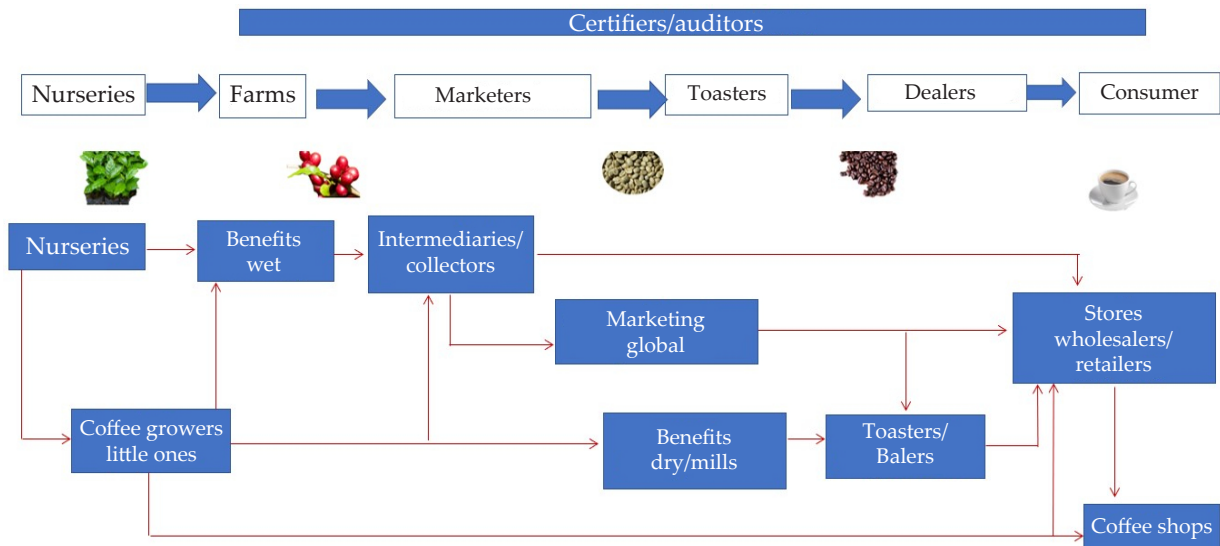 Certifiers/auditors
Nurseries
Farms
Marketers
Toasters
Dealers
Consumer
Nurseries
Benefits
wet
Intermediaries/
collectors
Marketing
global
Stores
wholesalers/
retailers
Coffee growers
little ones
Benefits
dry/mills
Toasters/
Balers
Coffee shops